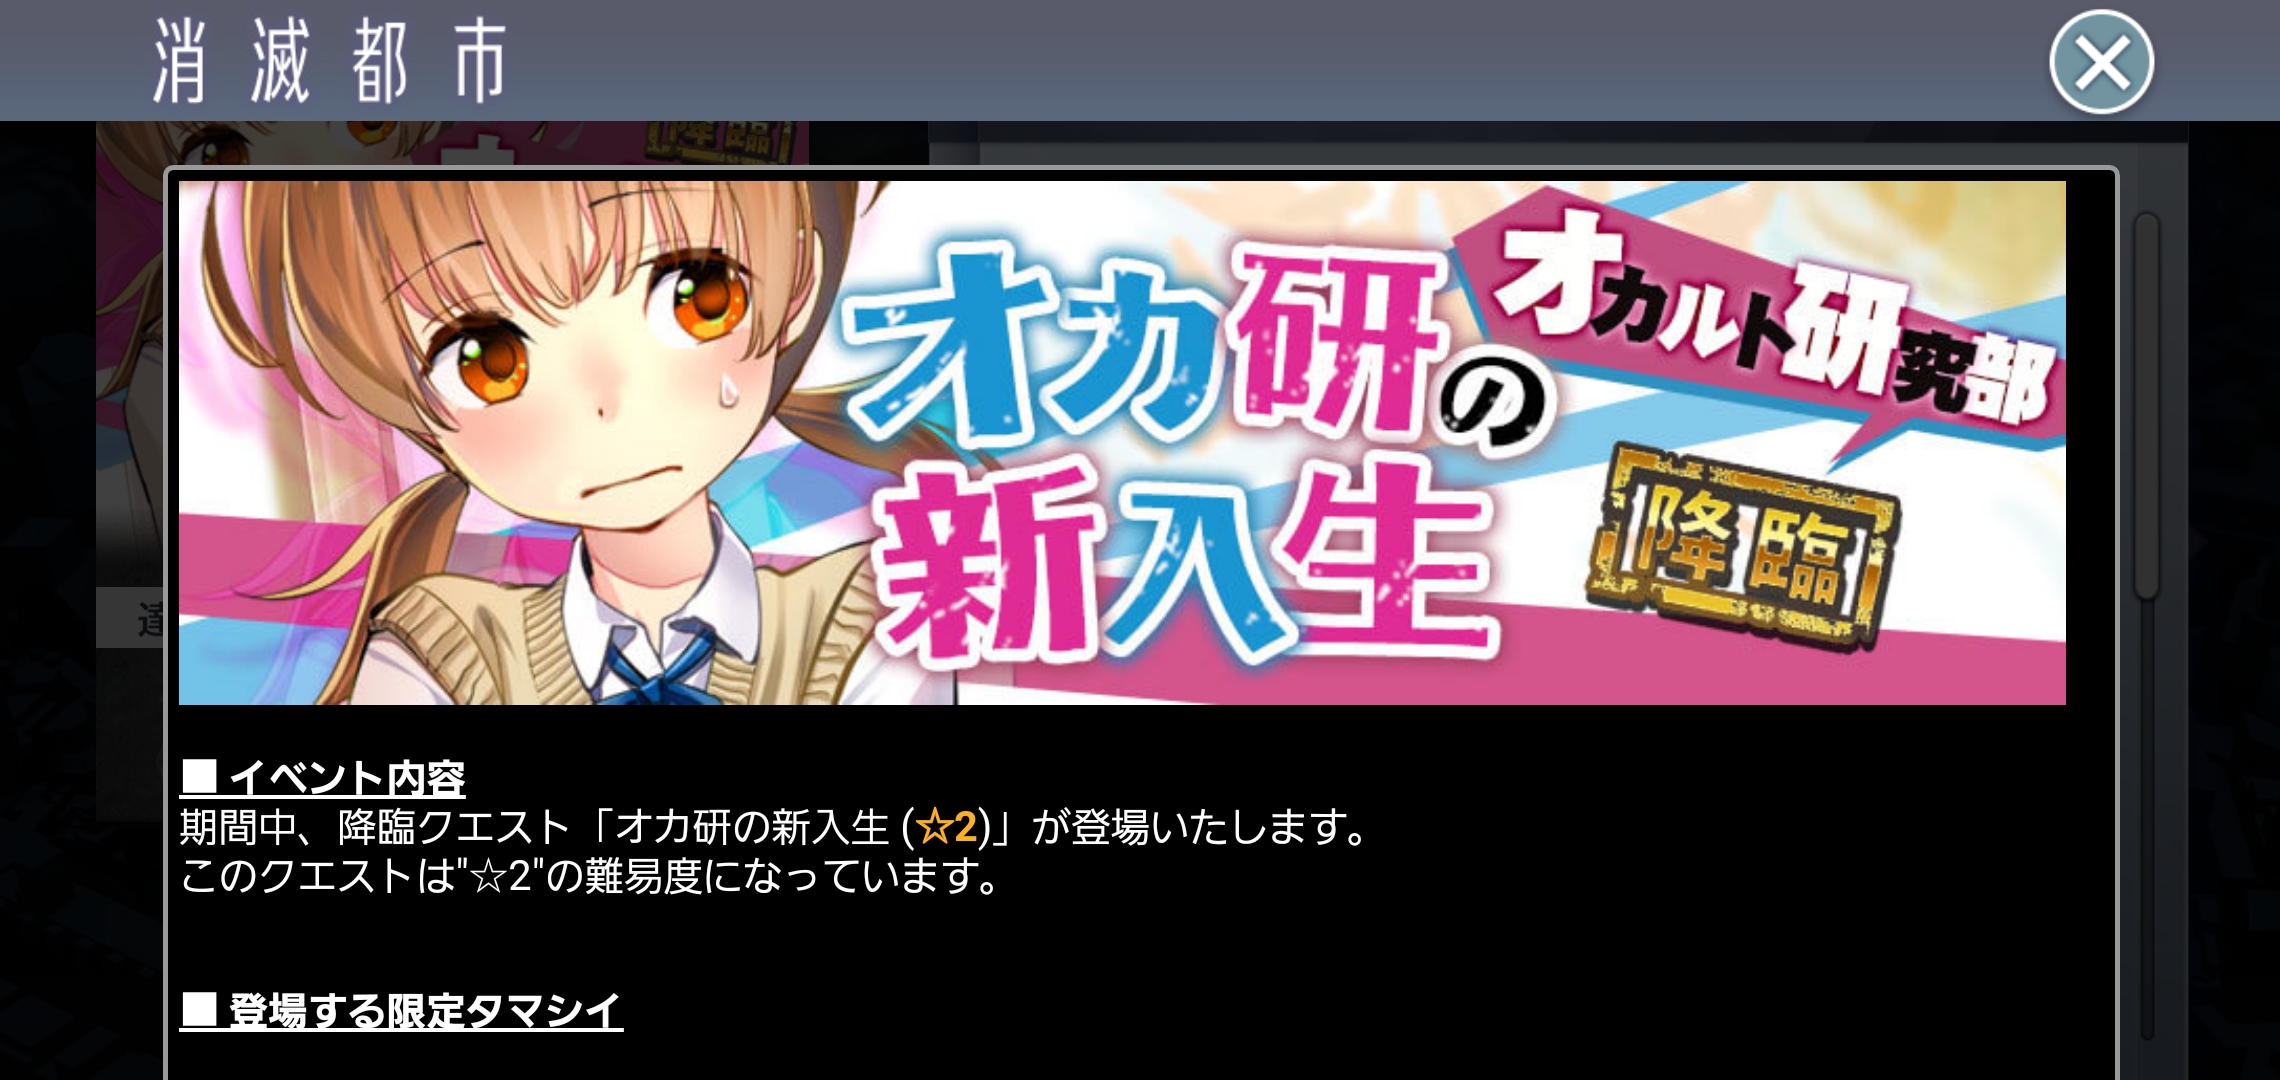 消滅都市
オカルト研究部
オカ研の
新入生
降臨
■ イベント内容
期間中、降臨クエスト「オカ研の新入生 (☆2)」が登場いたします。
このクエストは"☆2"の難易度になっています。
■ 登場する限定タマシイ